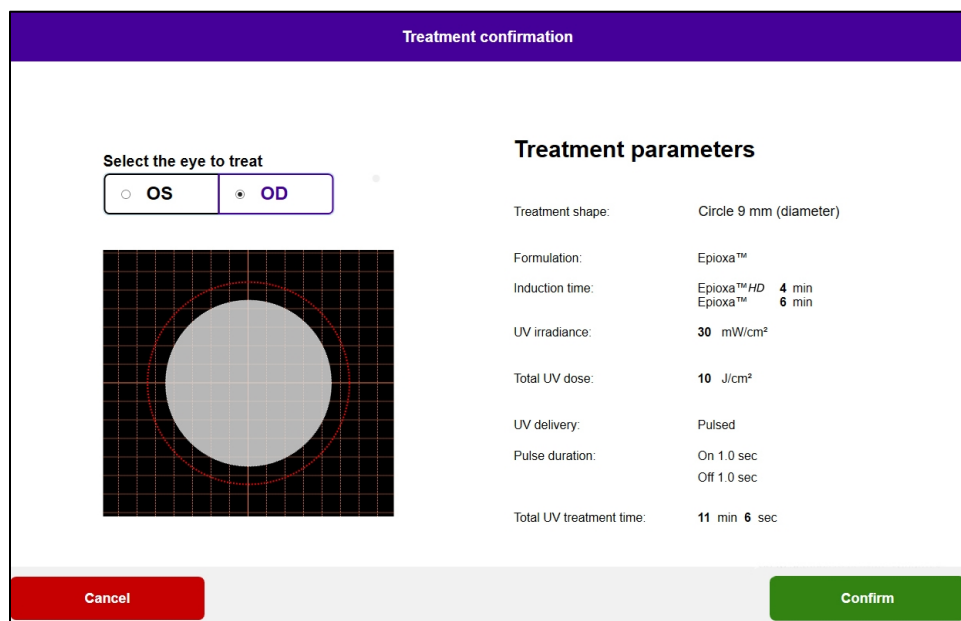 Treatment confirmation
Select the eye to treat
OS OD
Treatment parameters
Treatment shape: Circle 9 mm (diameter)
Formulation: Epioxa™
Induction time: Epioxa™HD 4 min
Epioxa™ 6 min
UV irradiance: 30 mW/cm²
Total UV dose: 10 J/cm²
UV delivery: Pulsed
Pulse duration: On 1.0 sec
Off 1.0 sec
Total UV treatment time: 11 min 6 sec
Cancel Confirm